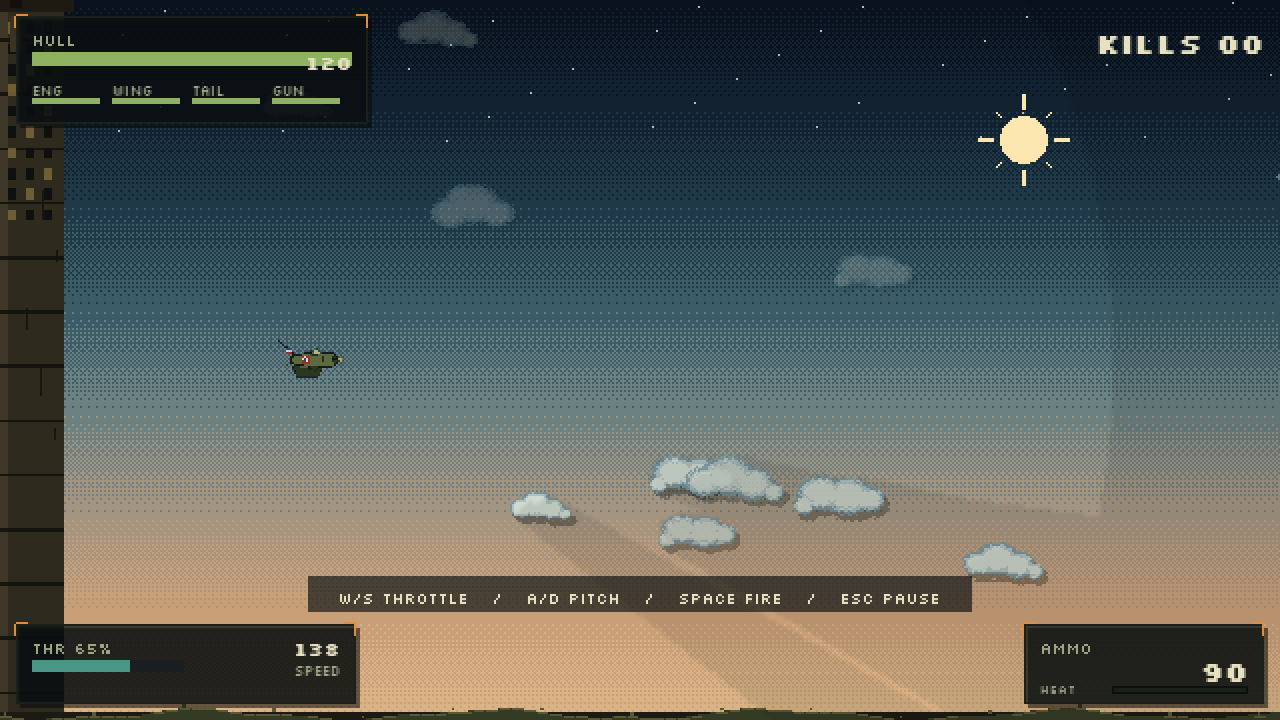 HULL
120
ENG WING TAIL GUN
KILLS 00
W/S THROTTLE / A/D PITCH / SPACE FIRE / ESC PAUSE
THR 65%
138
SPEED
AMMO
90
HEAT